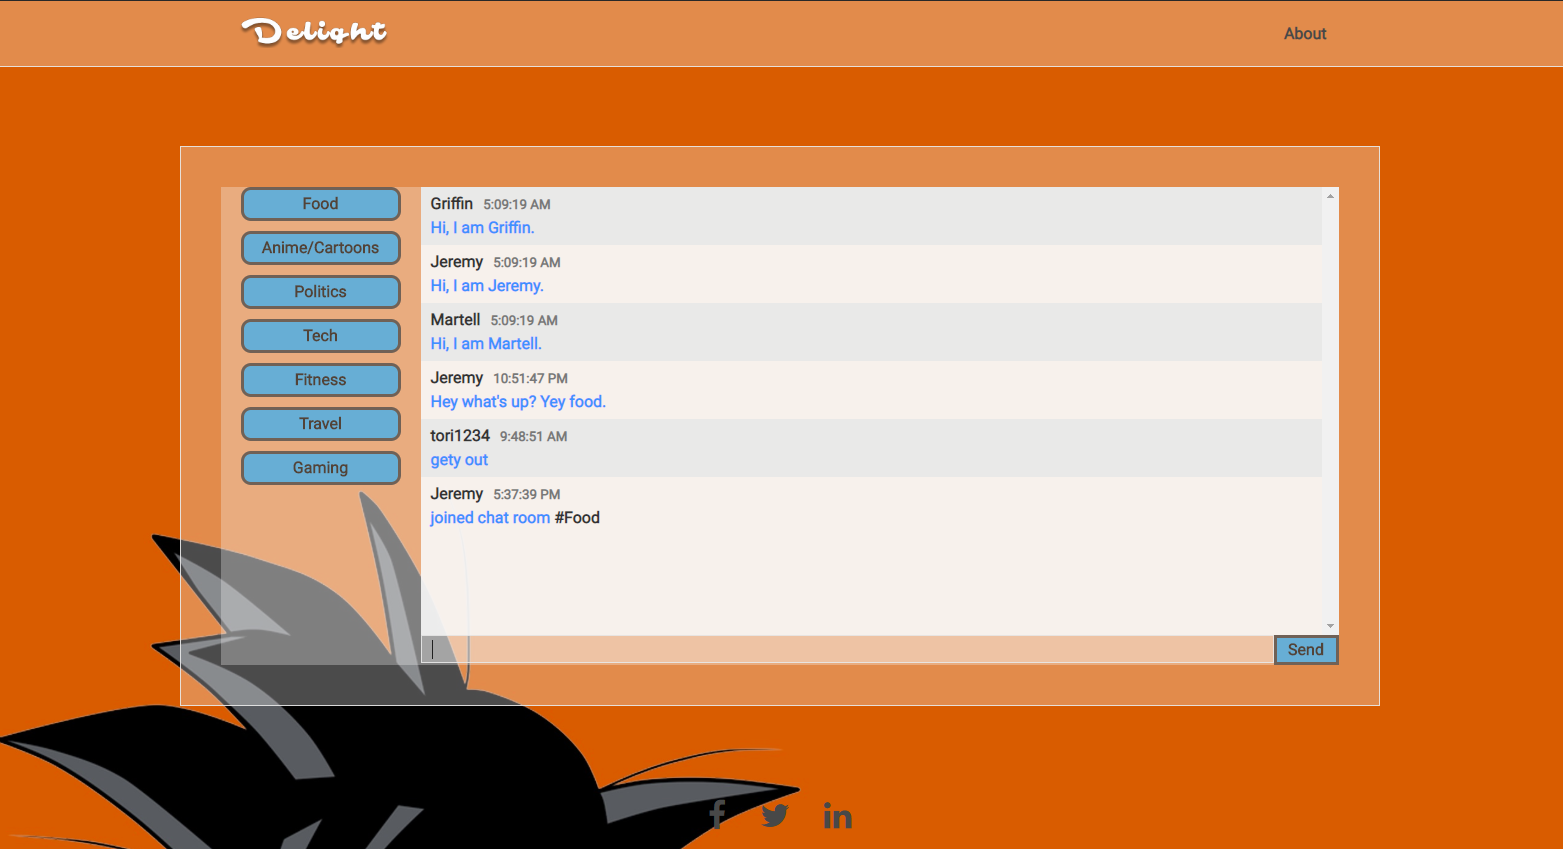 Delight
About
Food
Anime/Cartoons
Politics
Tech
Fitness
Travel
Gaming
Griffin 5:09:19 AM
Hi, I am Griffin.
Jeremy 5:09:19 AM
Hi, I am Jeremy.
Martell 5:09:19 AM
Hi, I am Martell.
Jeremy 10:51:47 PM
Hey what's up? Yey food.
tori1234 9:48:51 AM
gety out
Jeremy 5:37:39 PM
joined chat room #Food
Send